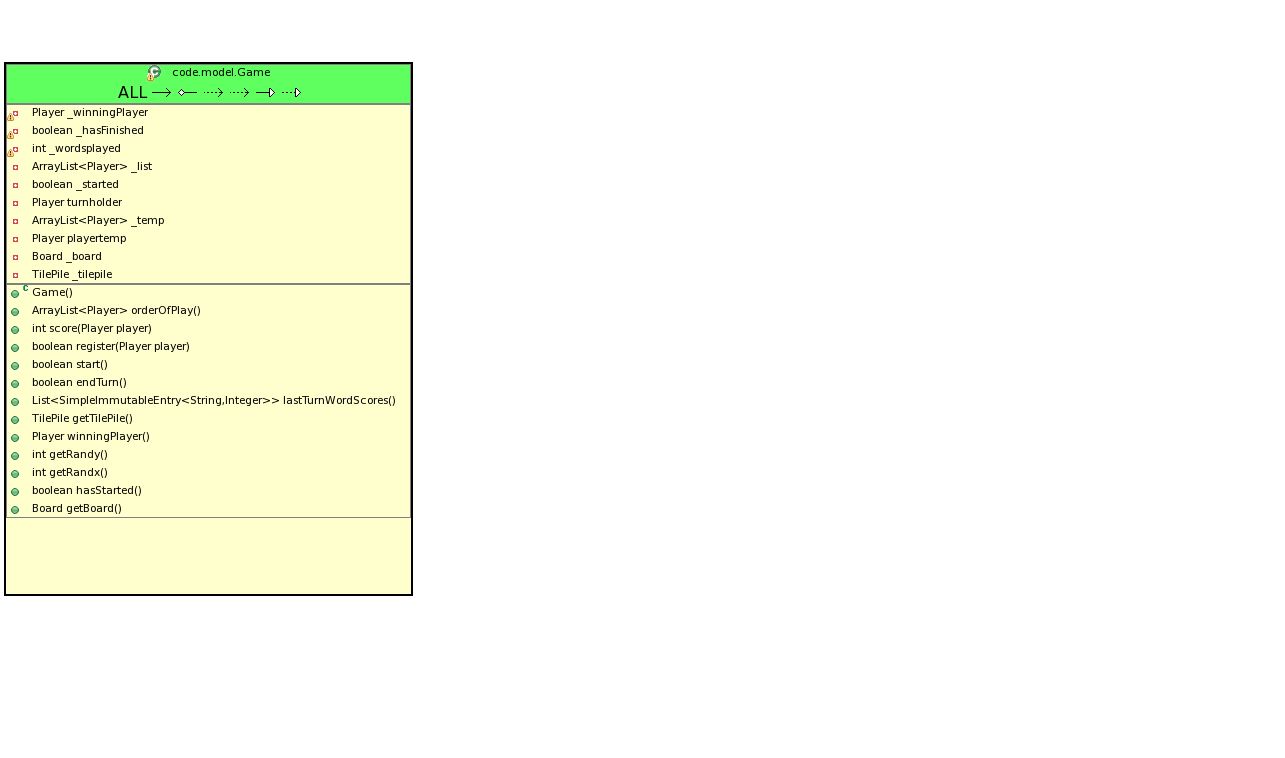 code.model.Game
ALL
Player _winningPlayer
boolean _hasFinished
int _wordsplayed
ArrayList<Player> _list
boolean _started
Player turnholder
ArrayList<Player> _temp
Player playertemp
Board _board
TilePile _tilepile
Game()
ArrayList<Player> orderOfPlay()
int score(Player player)
boolean register(Player player)
boolean start()
boolean endTurn()
List<SimpleImmutableEntry<String,Integer>> lastTurnWordScores()
TilePile getTilePile()
Player winningPlayer()
int getRandy()
int getRandx()
boolean hasStarted()
Board getBoard()